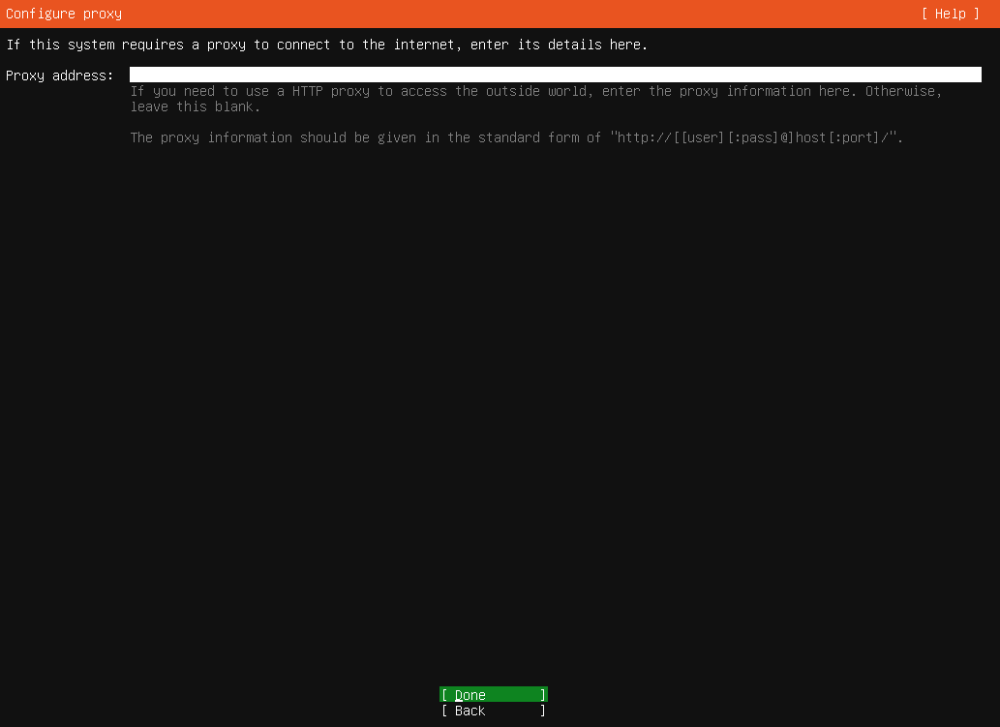 Configure proxy [ Help ]
If this system requires a proxy to connect to the internet, enter its details here.
Proxy address:
If you need to use a HTTP proxy to access the outside world, enter the proxy information here. Otherwise,
leave this blank.
The proxy information should be given in the standard form of "http://[[user][:pass]@]host[:port]/".
[ Done ]
[ Back ]